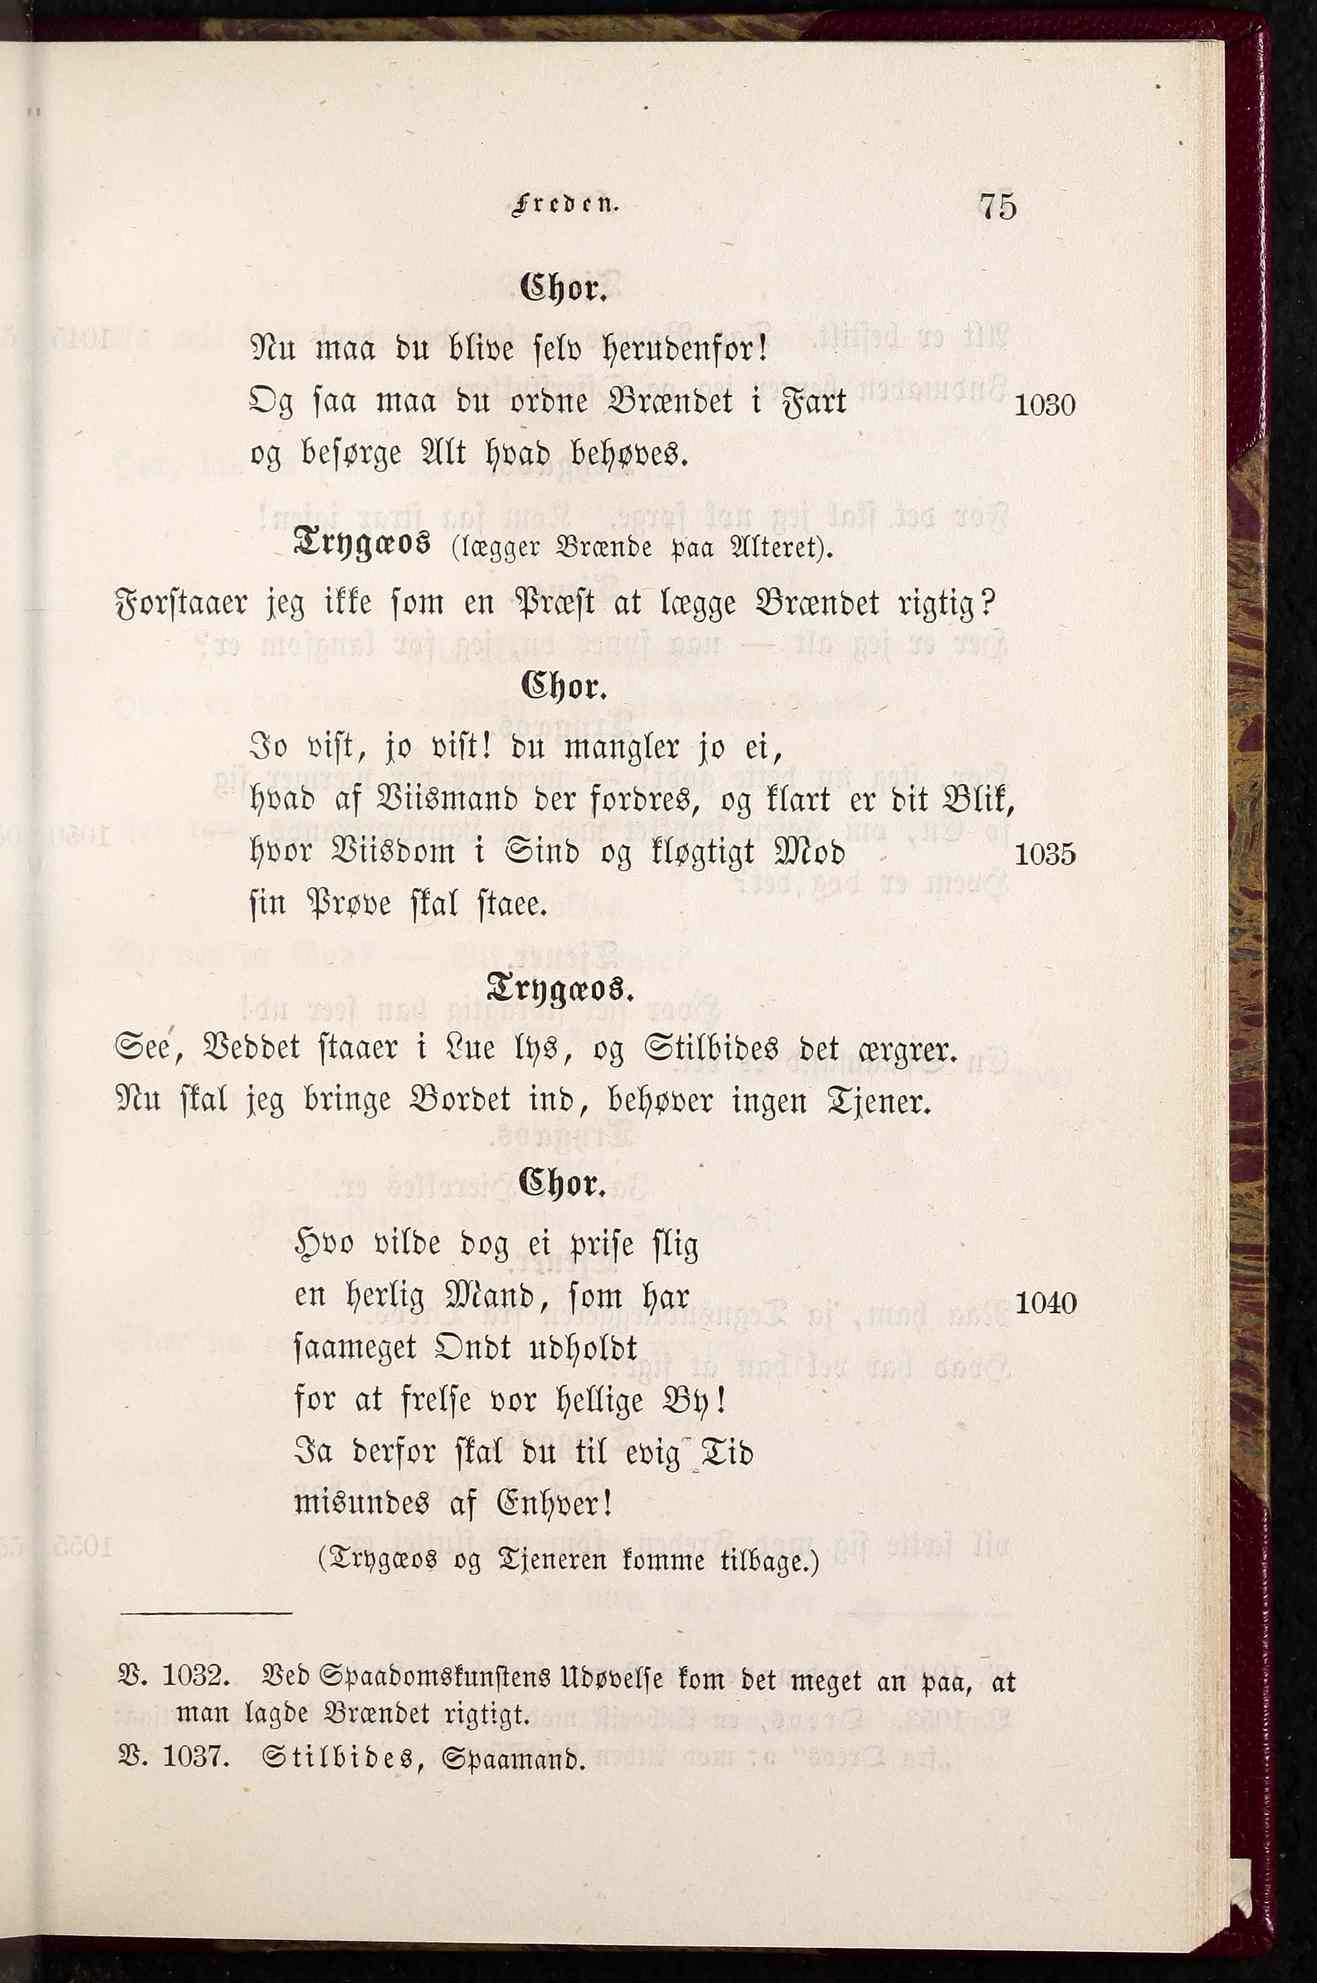 Freden. 75
Chor.
Nu maa du blive selv herudenfor!
Og saa maa du ordne Brændet i Fart 1030
og besørge Alt hvad behøves.
Trygæos (lægger Brænde paa Alteret).
Forstaaer jeg ikke som en Præst at lægge Brændet rigtig?
Chor.
Jo vist, jo vist! du mangler jo ei,
hvad af Viismand der fordres, og klart er dit Blik,
hvor Viisdom i Sind og kløgtigt Mod 1035
sin Prøve skal staee.
Trygæos.
See, Veddet staaer i Lue lys, og Stilbides det ærgrer.
Nu skal jeg bringe Bordet ind, behøver ingen Tjener.
Chor.
Hvo vilde dog ei prise slig
en herlig Mand, som har 1040
saameget Ondt udholdt
for at frelse vor hellige By!
Ja derfor skal du til evig Tid
misundes af Enhver!
(Trygæos og Tjeneren komme tilbage.)
V. 1032. Ved Spaadomskunstens Udøvelse kom det meget an paa, at
man lagde Brændet rigtigt.
V. 1037. Stilbides, Spaamand.